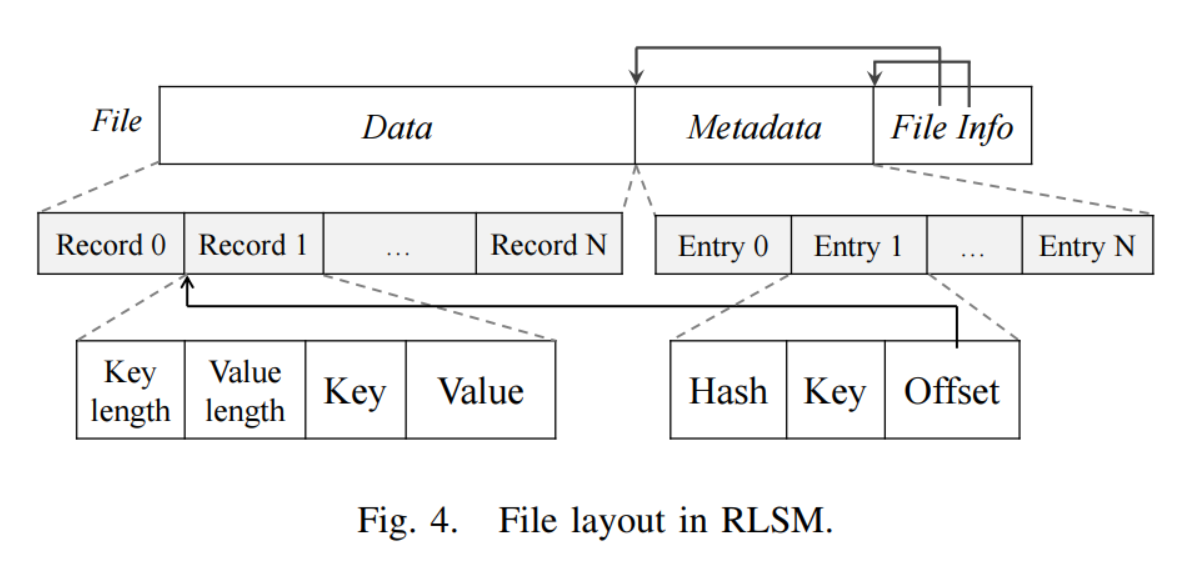 File
Data
Metadata
File Info
Record 0
Record 1
...
Record N
Entry 0
Entry 1
...
Entry N
Key
length
Value
length
Key
Value
Hash
Key
Offset
Fig. 4. File layout in RLSM.